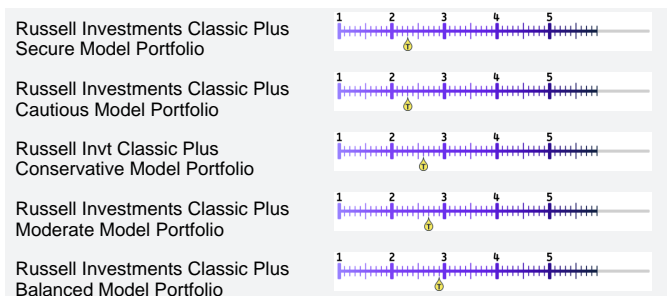 Russell Investments Classic Plus
Secure Model Portfolio
1 2 3 4 5
T
Russell Investments Classic Plus
Cautious Model Portfolio
1 2 3 4 5
T
Russell Invt Classic Plus
Conservative Model Portfolio
1 2 3 4 5
T
Russell Investments Classic Plus
Moderate Model Portfolio
1 2 3 4 5
T
Russell Investments Classic Plus
Balanced Model Portfolio
1 2 3 4 5
T